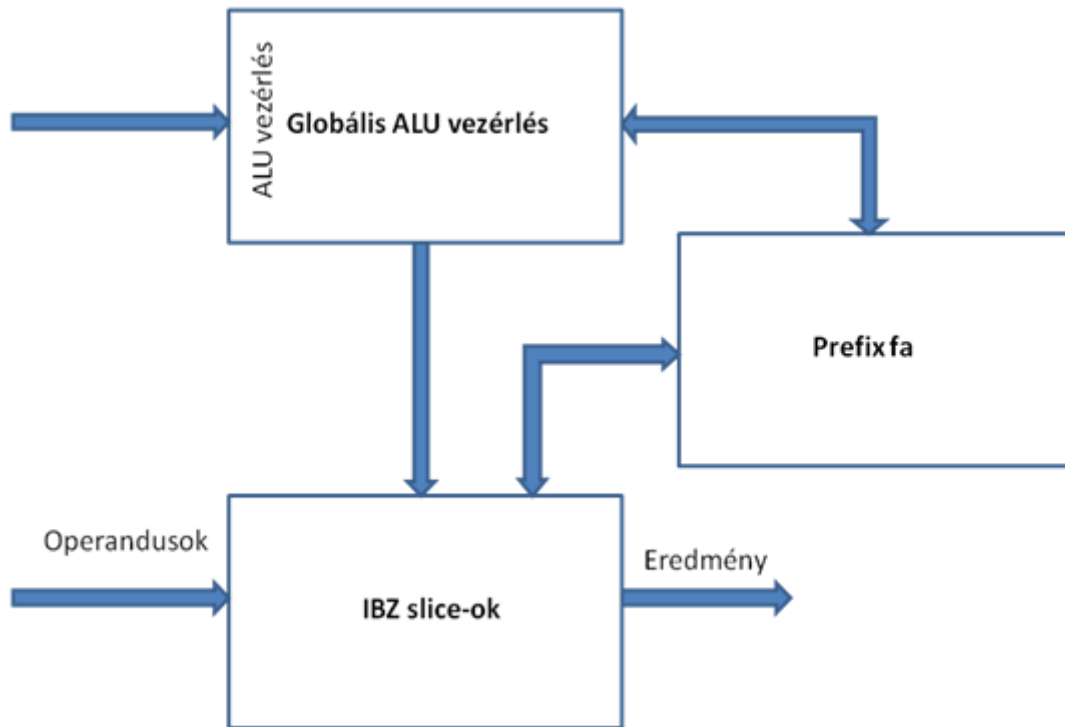 ALU vezérlés
Globális ALU vezérlés
Prefix fa
Operandusok
Eredmény
IBZ slice-ok